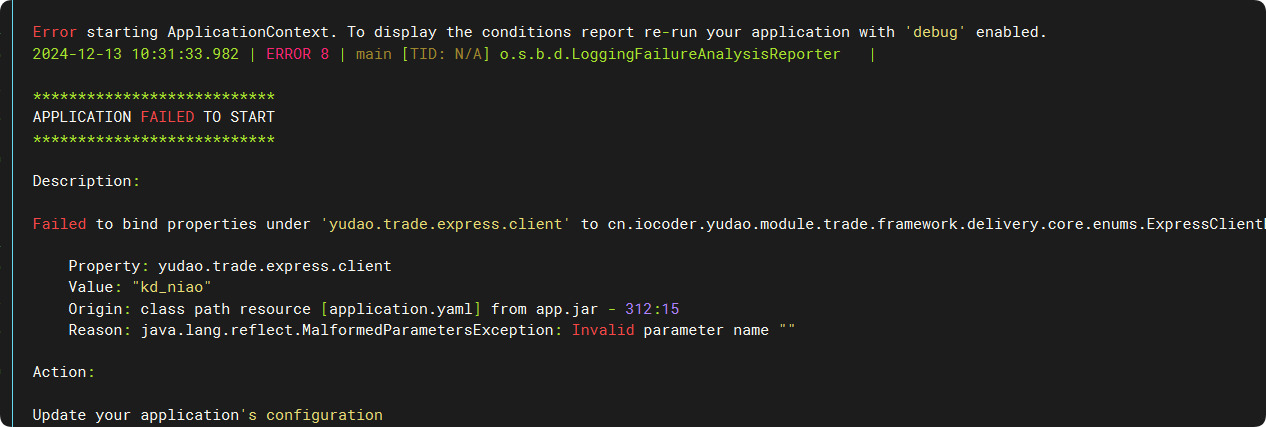 Error starting ApplicationContext. To display the conditions report re-run your application with 'debug' enabled.
2024-12-13 10:31:33.982 | ERROR 8 | main [TID: N/A] o.s.b.d.LoggingFailureAnalysisReporter |
***************************
APPLICATION FAILED TO START
***************************
Description:
Failed to bind properties under 'yudao.trade.express.client' to cn.iocoder.yudao.module.trade.framework.delivery.core.enums.ExpressClient
Property: yudao.trade.express.client
Value: "kd_niao"
Origin: class path resource [application.yaml] from app.jar - 312:15
Reason: java.lang.reflect.MalformedParametersException: Invalid parameter name ""
Action:
Update your application's configuration